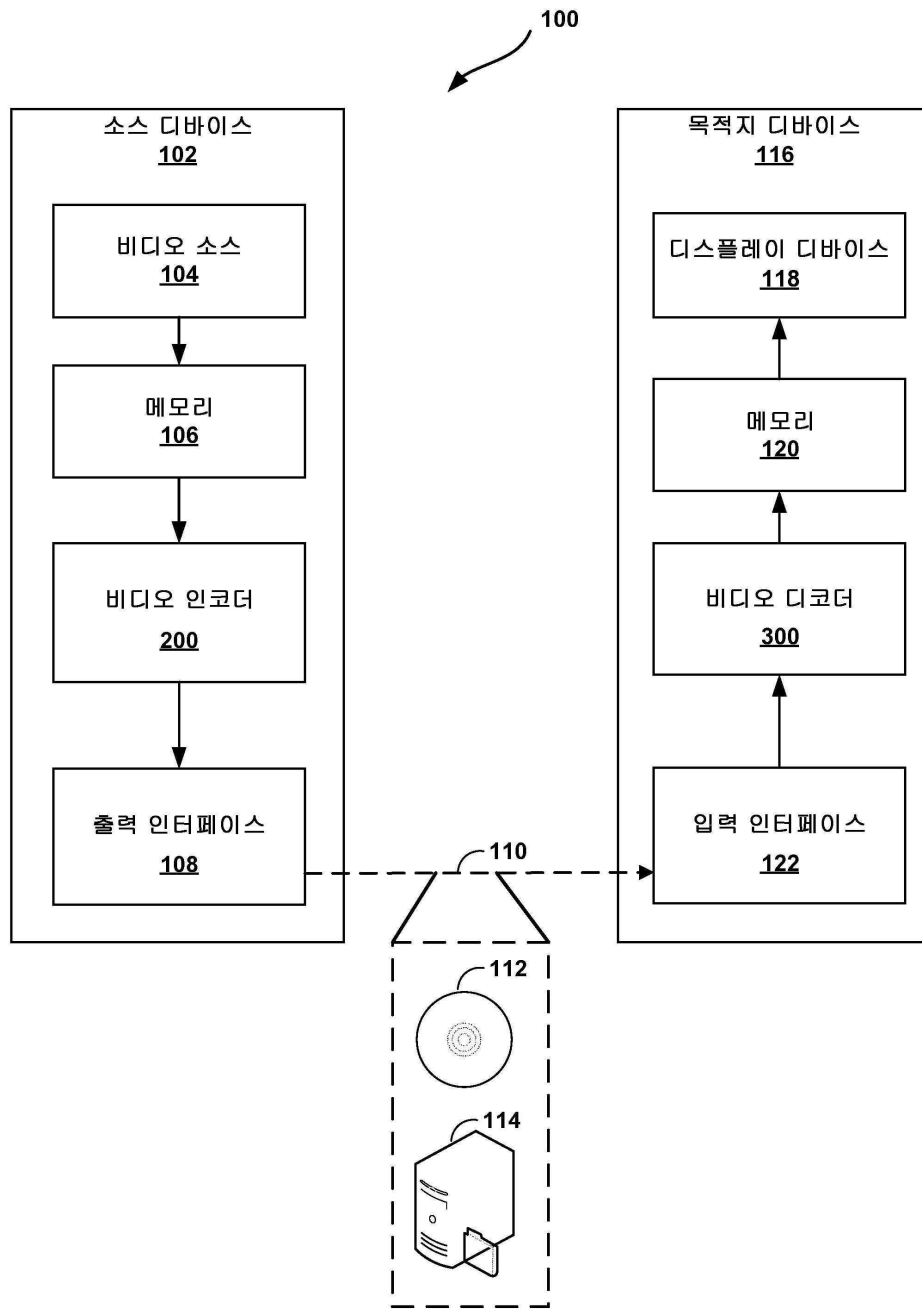 100
소스 디바이스
102
비디오 소스
104
메모리
106
비디오 인코더
200
출력 인터페이스
108
목적지 디바이스
116
디스플레이 디바이스
118
메모리
120
비디오 디코더
300
입력 인터페이스
122
110
112
114